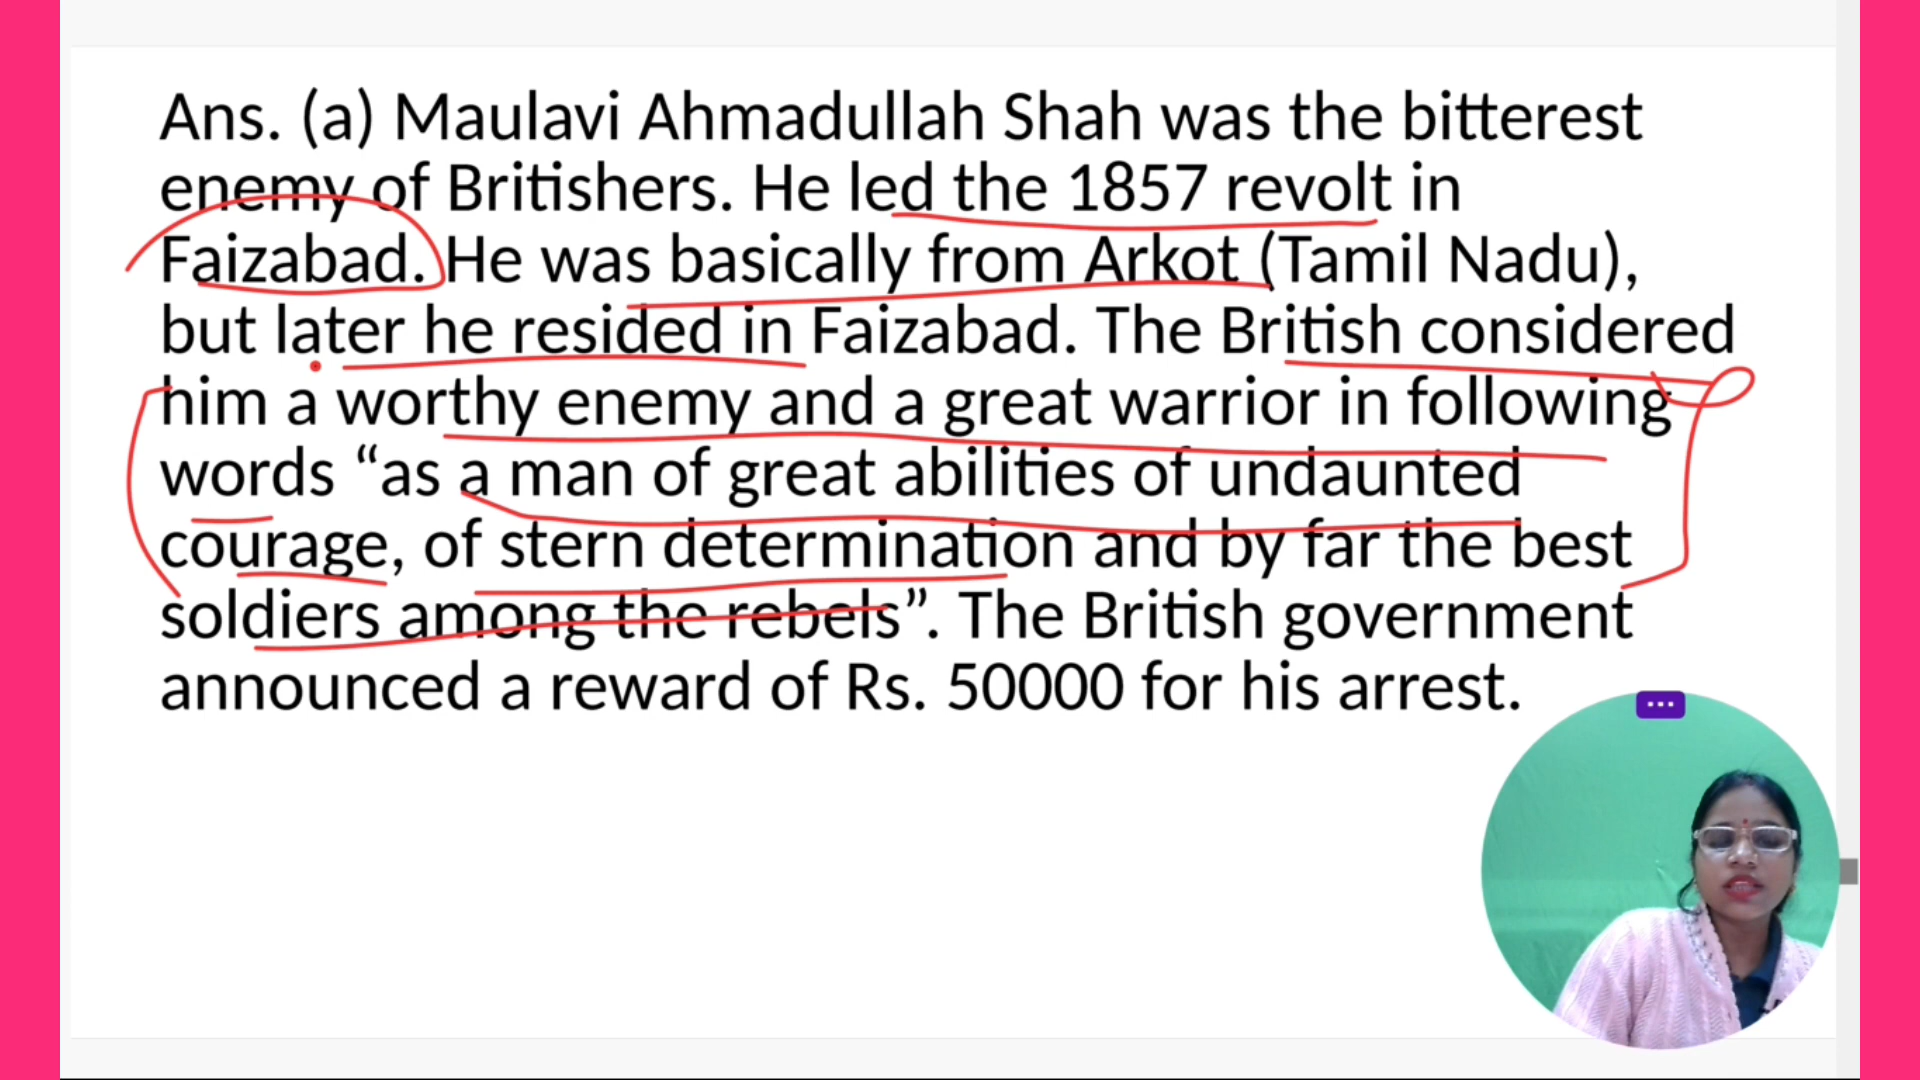 Ans. (a) Maulavi Ahmadullah Shah was the bitterest
enemy of Britishers. He led the 1857 revolt in
Faizabad. He was basically from Arkot (Tamil Nadu),
but later he resided in Faizabad. The British considered
him a worthy enemy and a great warrior in following
words “as a man of great abilities of undaunted
courage, of stern determination and by far the best
soldiers among the rebels”. The British government
announced a reward of Rs. 50000 for his arrest.